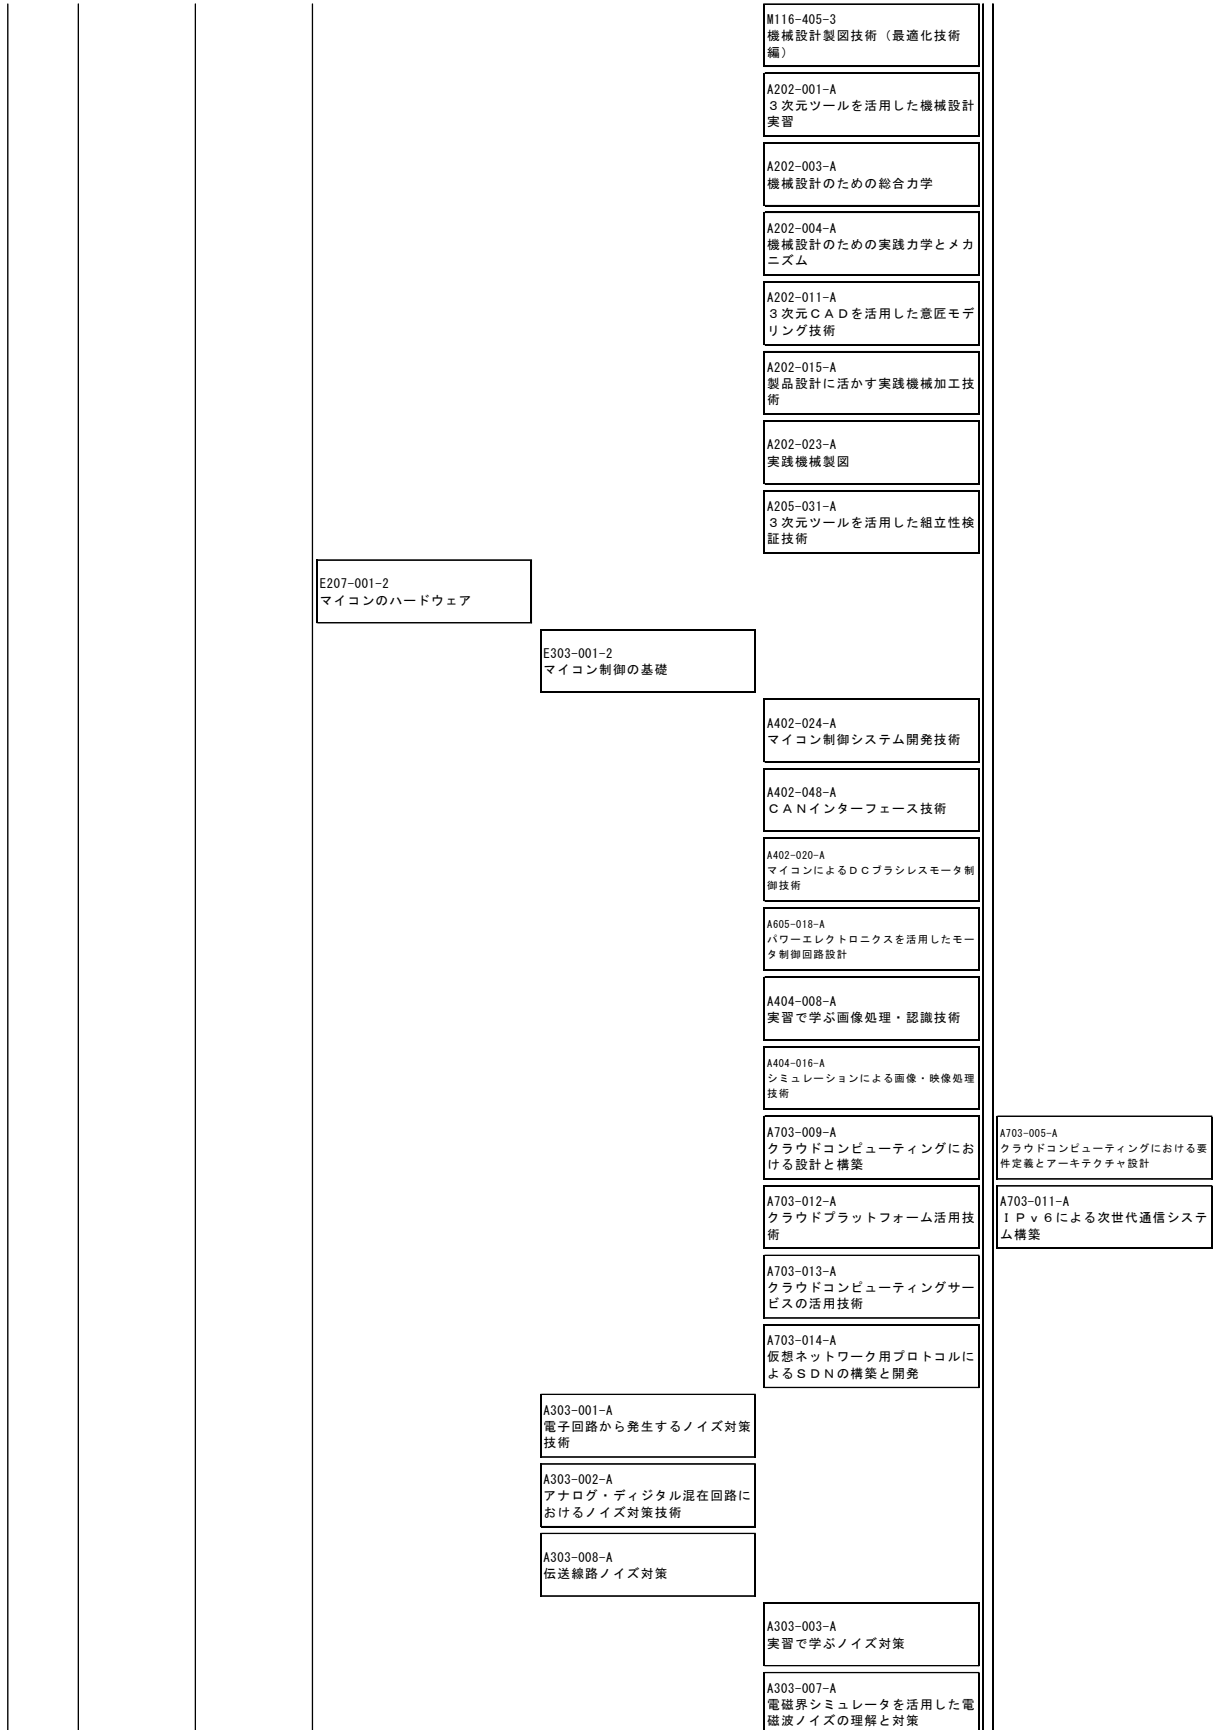 M116-405-3
機械設計製図技術（最適化技術
編）
A202-001-A
３次元ツールを活用した機械設計
実習
A202-003-A
機械設計のための総合力学
A202-004-A
機械設計のための実践力学とメカ
ニズム
A202-011-A
３次元ＣＡＤを活用した意匠モデ
リング技術
A202-015-A
製品設計に活かす実践機械加工技
術
A202-023-A
実践機械製図
A205-031-A
３次元ツールを活用した組立性検
証技術
E207-001-2
マイコンのハードウェア
E303-001-2
マイコン制御の基礎
A402-024-A
マイコン制御システム開発技術
A402-048-A
ＣＡＮインターフェース技術
A402-020-A
マイコンによるＤＣブラシレスモータ制
御技術
A605-018-A
パワーエレクトロニクスを活用したモー
タ制御回路設計
A404-008-A
実習で学ぶ画像処理・認識技術
A404-016-A
シミュレーションによる画像・映像処理
技術
A703-009-A
クラウドコンピューティングにお
ける設計と構築
A703-005-A
クラウドコンピューティングにおける要
件定義とアーキテクチャ設計
A703-012-A
クラウドプラットフォーム活用技
術
A703-011-A
ＩＰｖ６による次世代通信システ
ム構築
A703-013-A
クラウドコンピューティングサー
ビスの活用技術
A703-014-A
仮想ネットワーク用プロトコルに
よるＳＤＮの構築と開発
A303-001-A
電子回路から発生するノイズ対策
技術
A303-002-A
アナログ・ディジタル混在回路に
おけるノイズ対策技術
A303-008-A
伝送線路ノイズ対策
A303-003-A
実習で学ぶノイズ対策
A303-007-A
電磁界シミュレータを活用した電
磁波ノイズの理解と対策